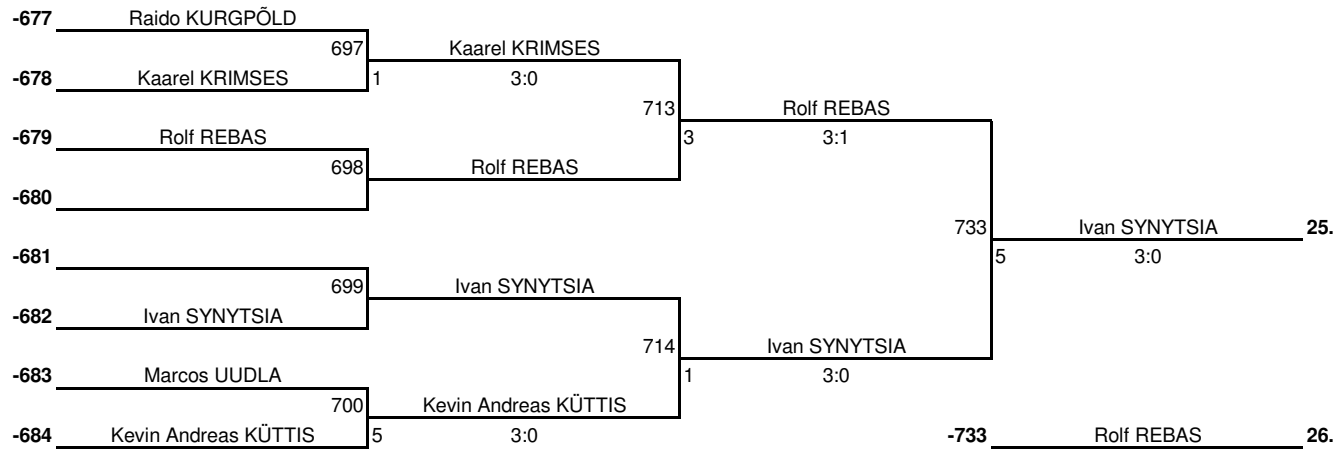 -677 Raido KURGPÕLD
697 Kaarel KRIMSES
-678 Kaarel KRIMSES 1 3:0
713 Rolf REBAS
-679 Rolf REBAS 3 3:1
698 Rolf REBAS
-680
733 Ivan SYNYTSIA 25.
-681 5 3:0
699 Ivan SYNYTSIA
-682 Ivan SYNYTSIA
714 Ivan SYNYTSIA
-683 Marcos UUDLA 1 3:0
700 Kevin Andreas KÜTTIS
-684 Kevin Andreas KÜTTIS 5 3:0 -733 Rolf REBAS 26.